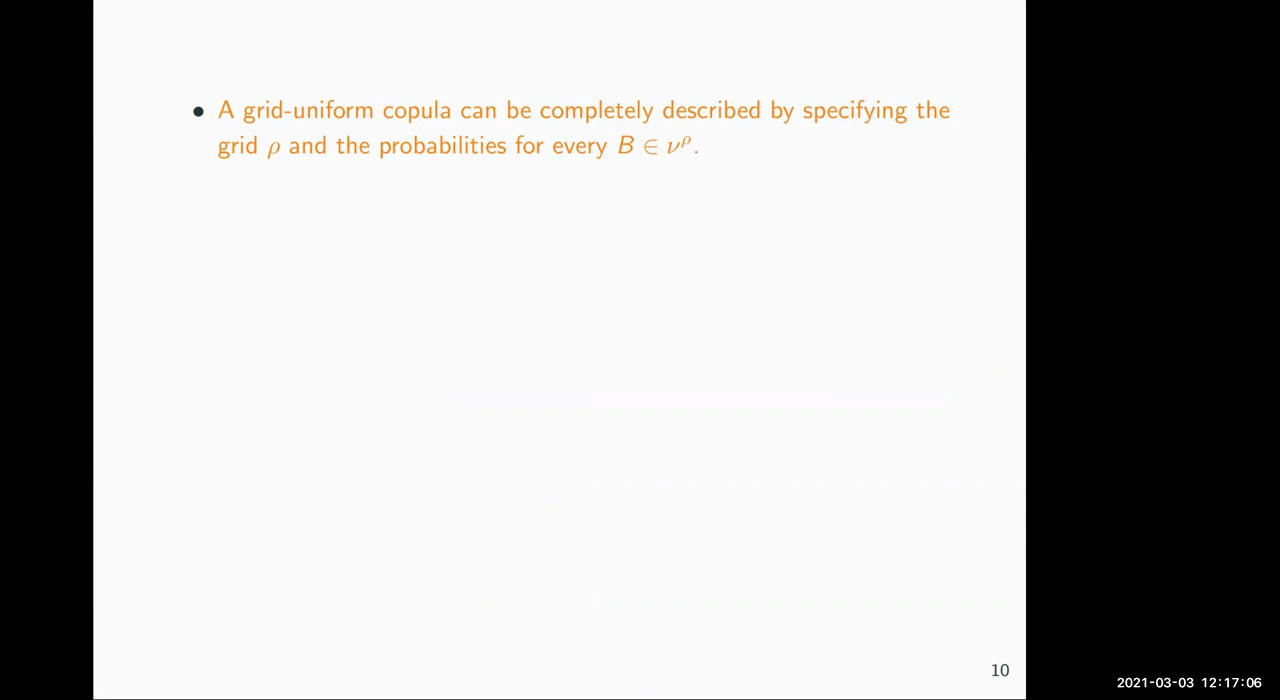 • A grid-uniform copula can be completely described by specifying the
grid ρ and the probabilities for every B ∈ ν^ρ.
10
2021-03-03 12:17:06